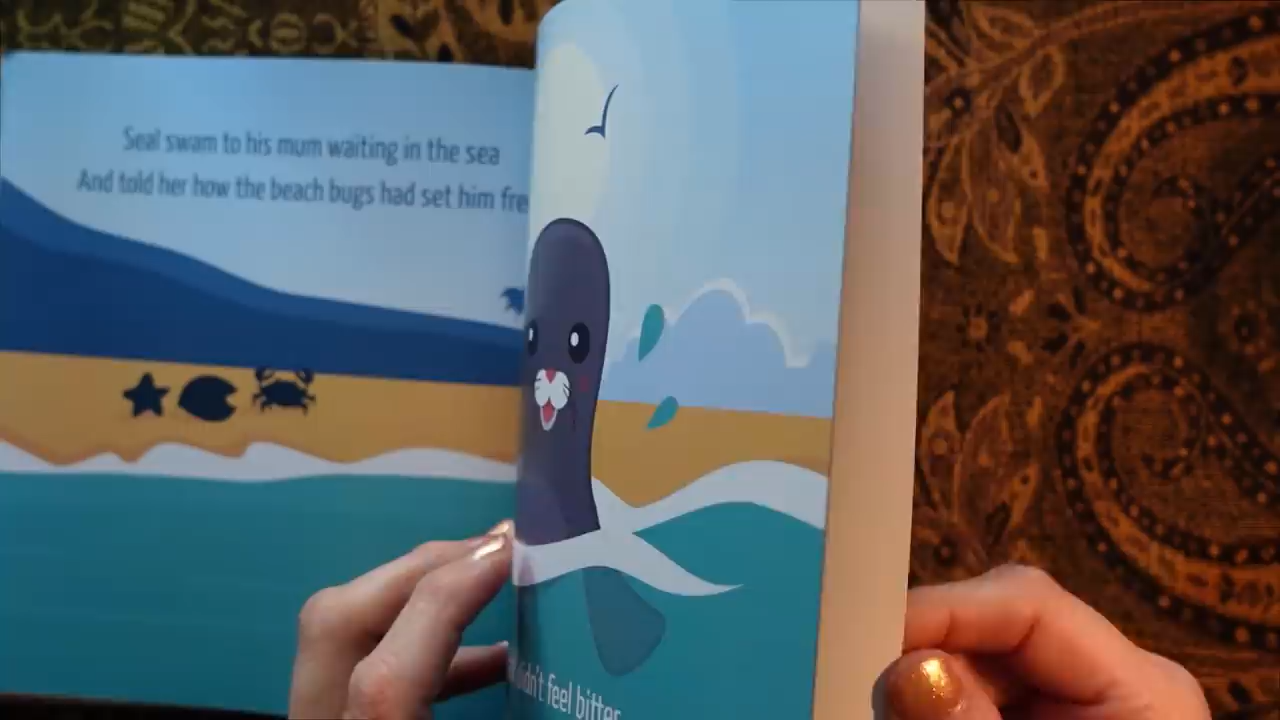 Seal swam to his mum waiting in the sea
And told her how the beach bugs had set him fre
didn't feel bitter